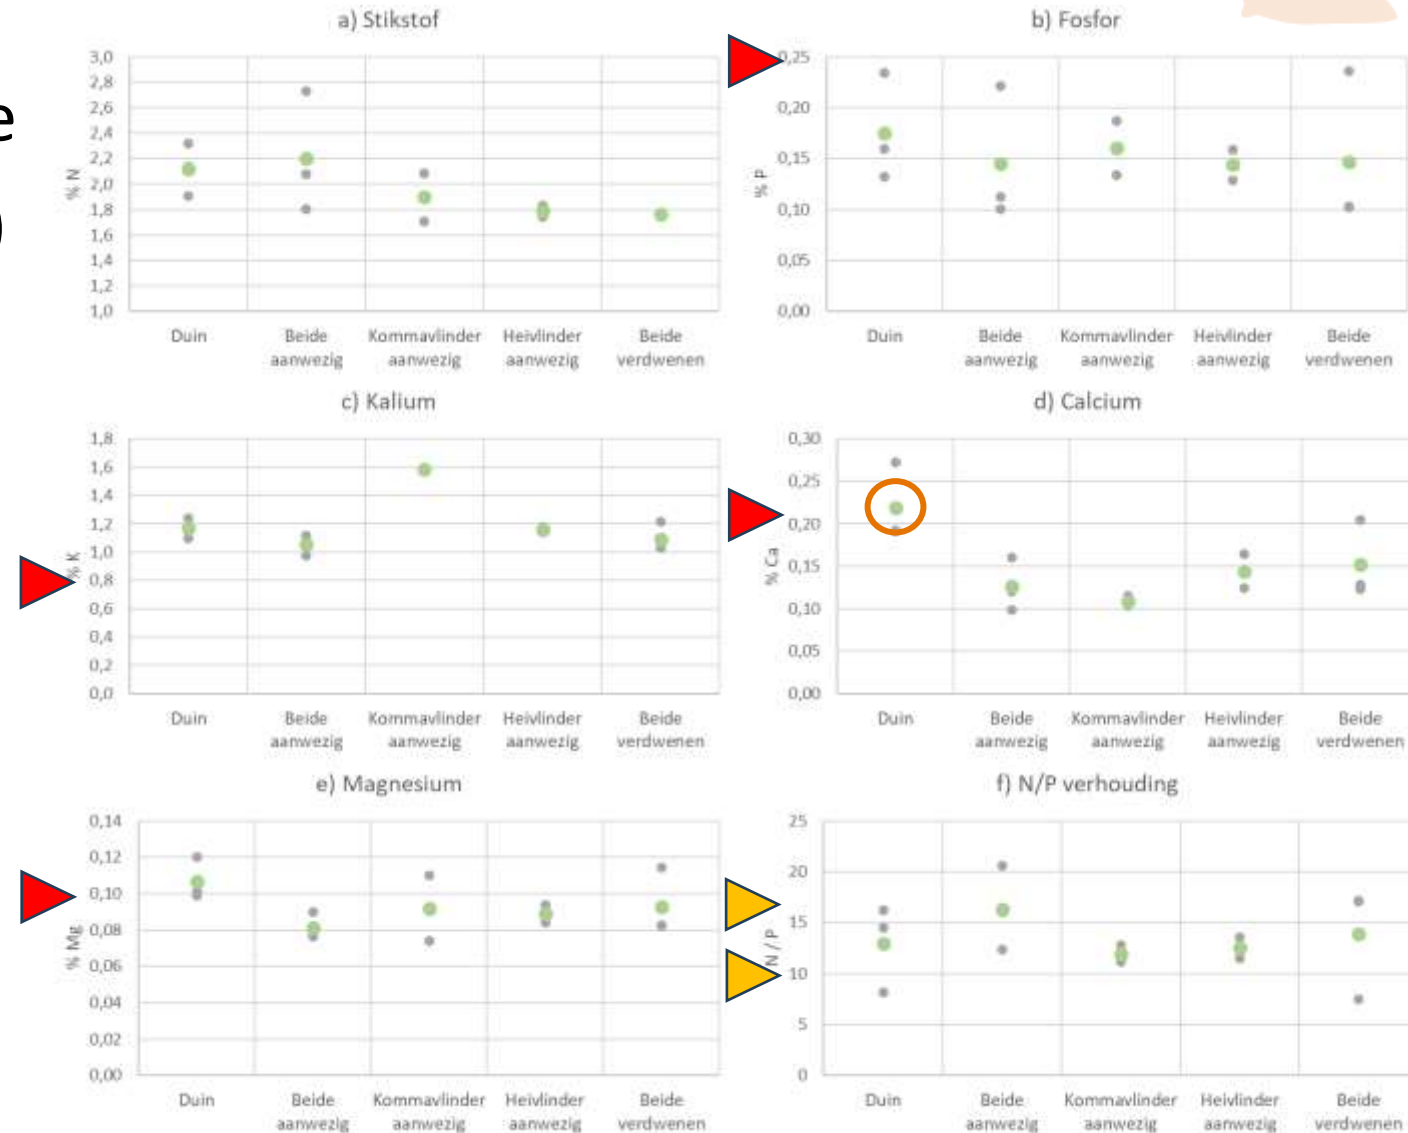 e
)
a) Stikstof
% N
3,0
2,8
2,6
2,4
2,2
2,0
1,8
1,6
1,4
1,2
1,0
Duin
Beide aanwezig
Kommavlinder aanwezig
Heivlinder aanwezig
Beide verdwenen
b) Fosfor
% P
0,25
0,20
0,15
0,10
0,05
0,00
Duin
Beide aanwezig
Kommavlinder aanwezig
Heivlinder aanwezig
Beide verdwenen
c) Kalium
% K
1,8
1,6
1,4
1,2
1,0
0,8
0,6
0,4
0,2
0,0
Duin
Beide aanwezig
Kommavlinder aanwezig
Heivlinder aanwezig
Beide verdwenen
d) Calcium
% Ca
0,30
0,25
0,20
0,15
0,10
0,05
0,00
Duin
Beide aanwezig
Kommavlinder aanwezig
Heivlinder aanwezig
Beide verdwenen
e) Magnesium
% Mg
0,14
0,12
0,10
0,08
0,06
0,04
0,02
0,00
Duin
Beide aanwezig
Kommavlinder aanwezig
Heivlinder aanwezig
Beide verdwenen
f) N/P verhouding
N / P
25
20
15
10
5
0
Duin
Beide aanwezig
Kommavlinder aanwezig
Heivlinder aanwezig
Beide verdwenen